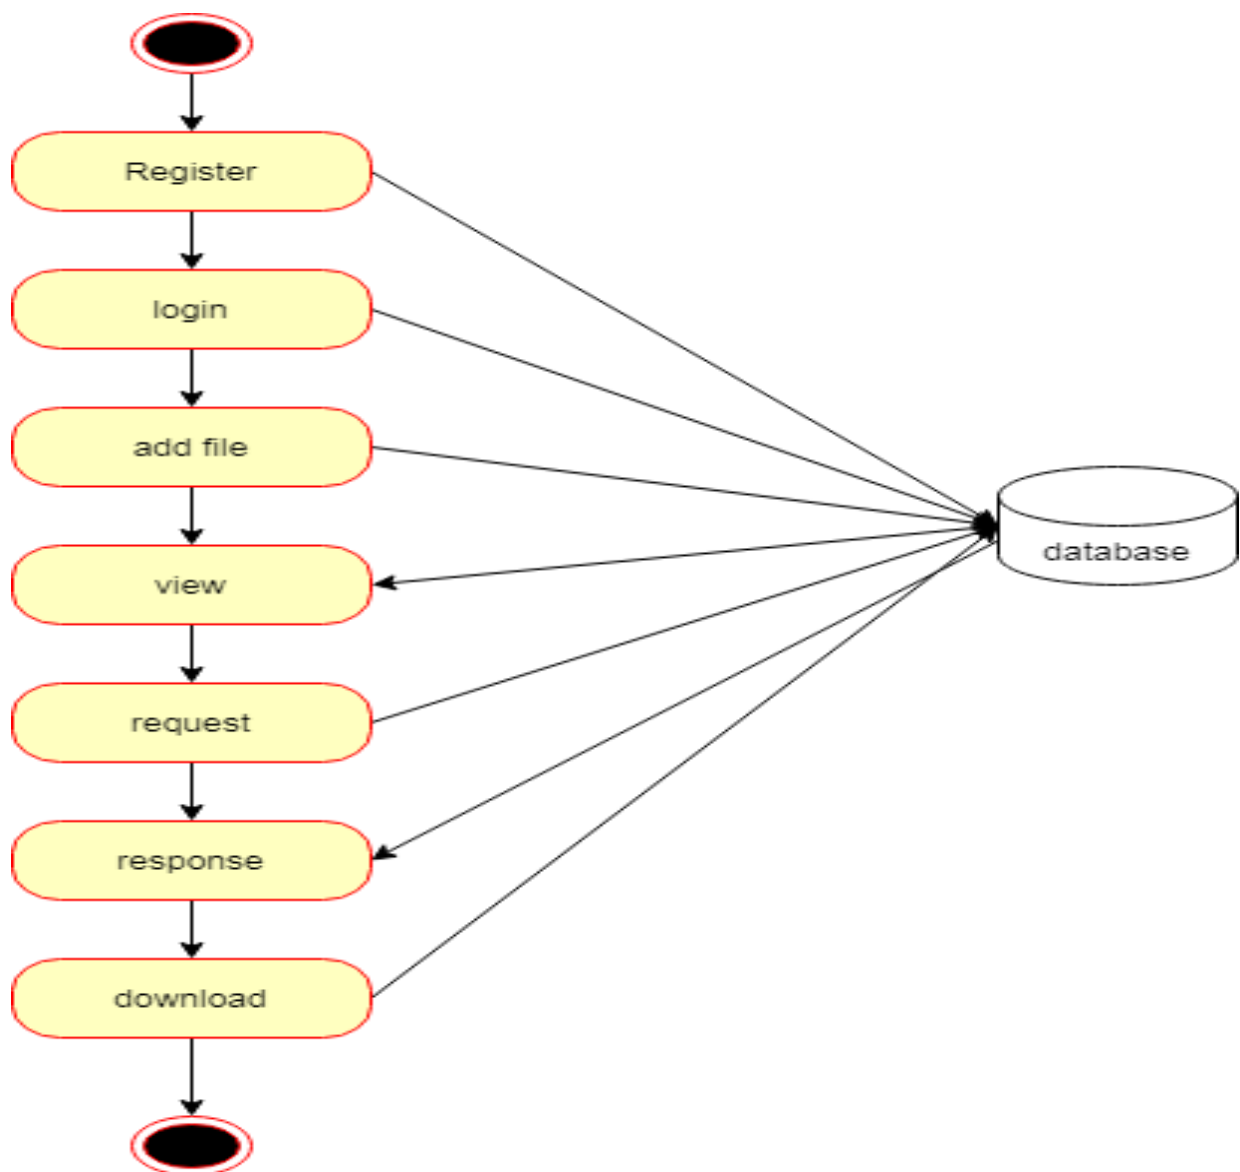 Register
login
add file
view
request
response
download
database